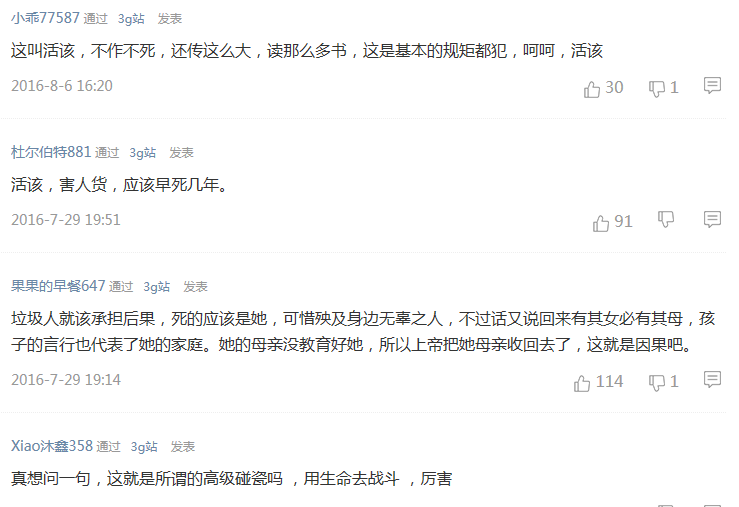 小乖77587 通过 3g站 发表
这叫活该，不作不死，还传这么大，读那么多书，这是基本的规矩都犯，呵呵，活该
2016-8-6 16:20 30 1
杜尔伯特881 通过 3g站 发表
活该，害人货，应该早死几年。
2016-7-29 19:51 91
果果的早餐647 通过 3g站 发表
垃圾人就该承担后果，死的应该是她，可惜殃及身边无辜之人，不过话又说回来有其女必有其母，孩
子的言行也代表了她的家庭。她的母亲没教育好她，所以上帝把她母亲收回去了，这就是因果吧。
2016-7-29 19:14 114 1
Xiao沐鑫358 通过 3g站 发表
真想问一句，这就是所谓的高级碰瓷吗 ，用生命去战斗 ，厉害